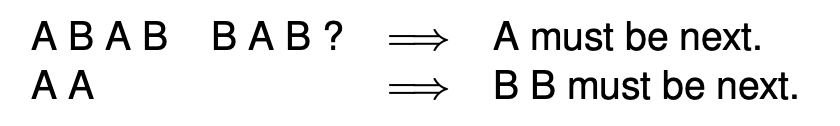 A B A B B A B ? ⟹ A must be next.
A A ⟹ B B must be next.